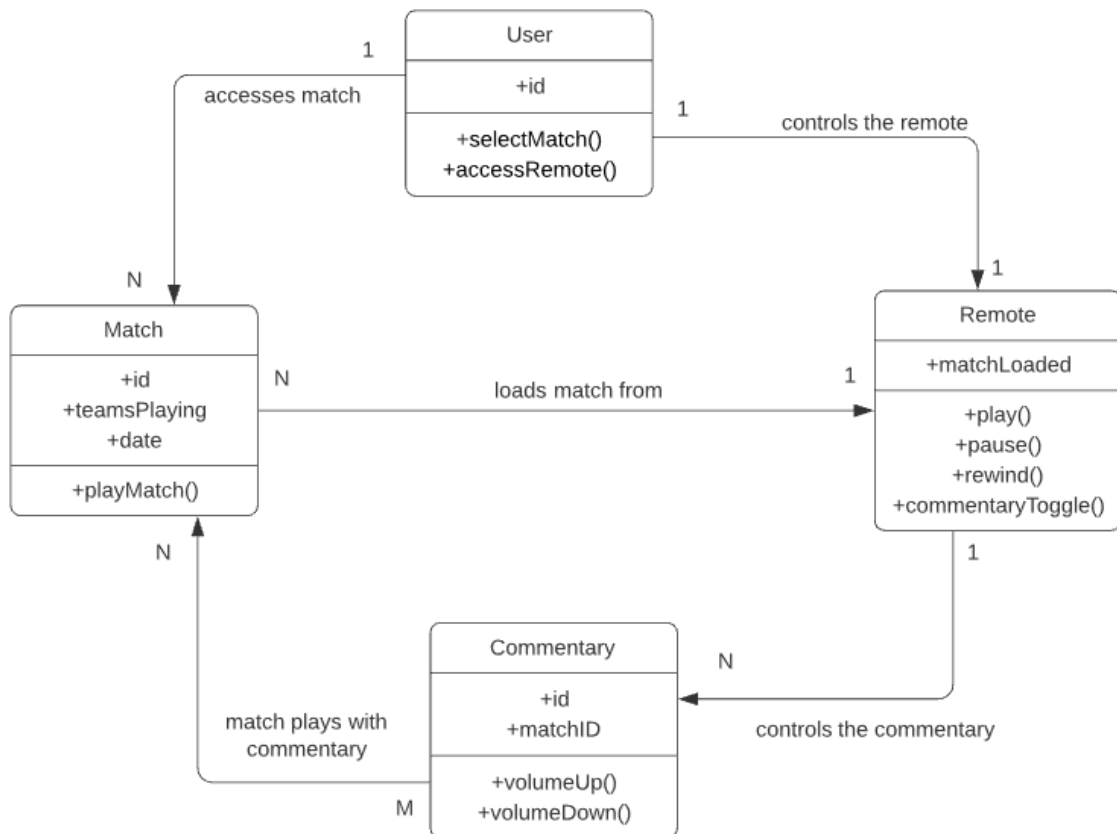 User
+id
+selectMatch()
+accessRemote()
1
accesses match
N
1
controls the remote
1
Match
+id
+teamsPlaying
+date
+playMatch()
N
loads match from
1
Remote
+matchLoaded
+play()
+pause()
+rewind()
+commentaryToggle()
N
match plays with
commentary
M
Commentary
+id
+matchID
+volumeUp()
+volumeDown()
1
N
controls the commentary